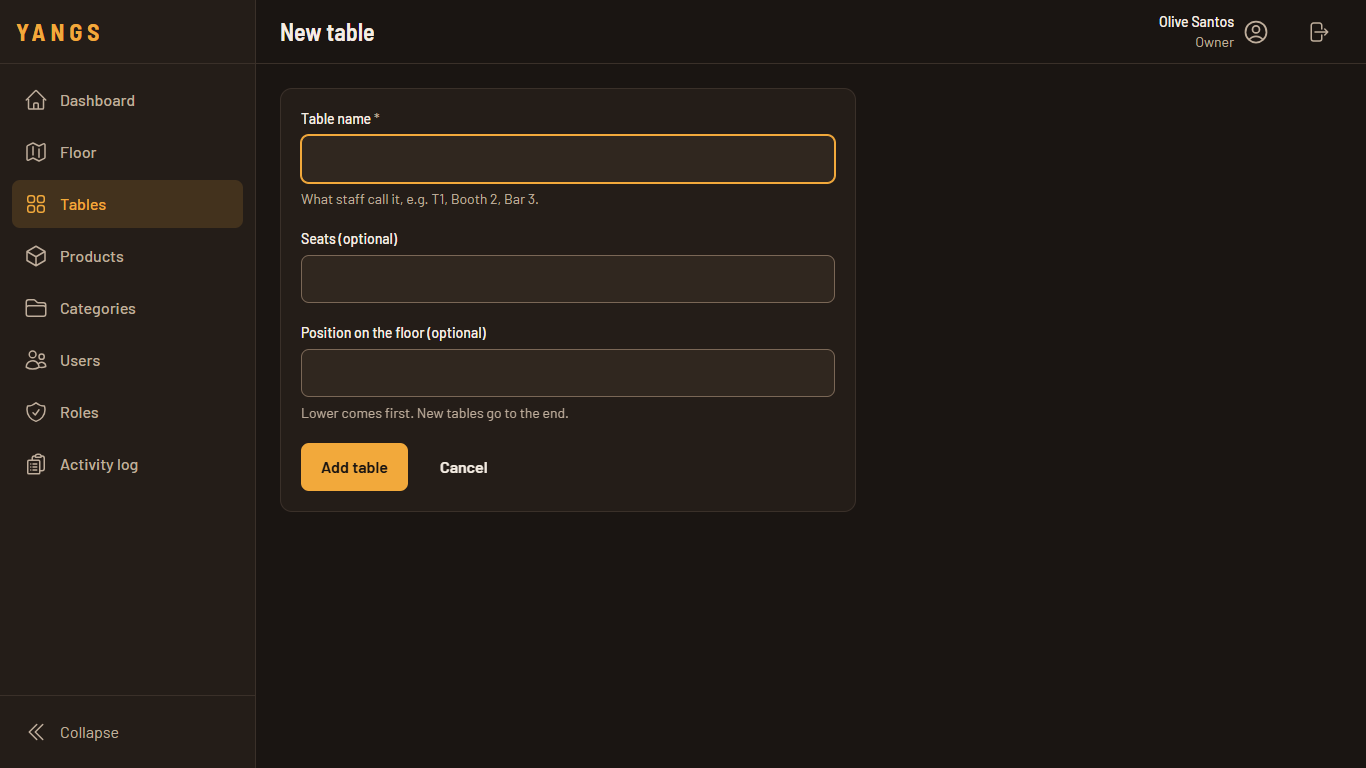 YANGS
New table
Olive Santos
Owner
Dashboard
Floor
Tables
Products
Categories
Users
Roles
Activity log
Collapse
Table name *
What staff call it, e.g. T1, Booth 2, Bar 3.
Seats (optional)
Position on the floor (optional)
Lower comes first. New tables go to the end.
Add table
Cancel